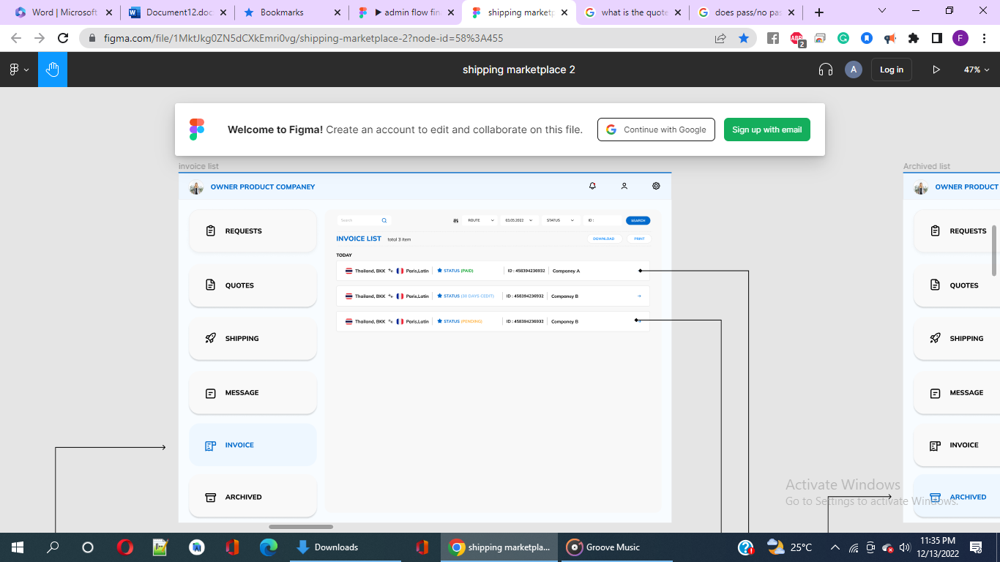 Word | Microsoft
Document12.doc
Bookmarks
admin flow fin
shipping marketp
what is the quote
does pass/no pas
figma.com/file/1MktJkg0ZN5dCXkEmri0vg/shipping-marketplace-2?node-id=58%3A455
ABP
2
F
shipping marketplace 2
A
Log in
47%
Welcome to Figma! Create an account to edit and collaborate on this file.
Continue with Google
Sign up with email
invoice list
Archived list
OWNER PRODUCT COMPANEY
OWNER PRODUCT
REQUESTS
QUOTES
SHIPPING
MESSAGE
INVOICE
ARCHIVED
Search
ROUTE
03.05.2022
STATUS
ID :
SEARCH
INVOICE LIST
total 3 item
DOWNLOAD
PRINT
TODAY
Thailand, BKK Paris,Latin STATUS (PAID) ID : 458394236932 Companey A
Thailand, BKK Paris,Latin STATUS (30 DAYS CEDIT) ID : 458394236932 Companey B
Thailand, BKK Paris,Latin STATUS (PENDING) ID : 458394236932 Companey B
REQUESTS
QUOTES
SHIPPING
MESSAGE
INVOICE
ARCHIVED
Activate Windows
Go to Settings to activate Windows.
Downloads
shipping marketpla...
Groove Music
25°C
11:35 PM
12/13/2022